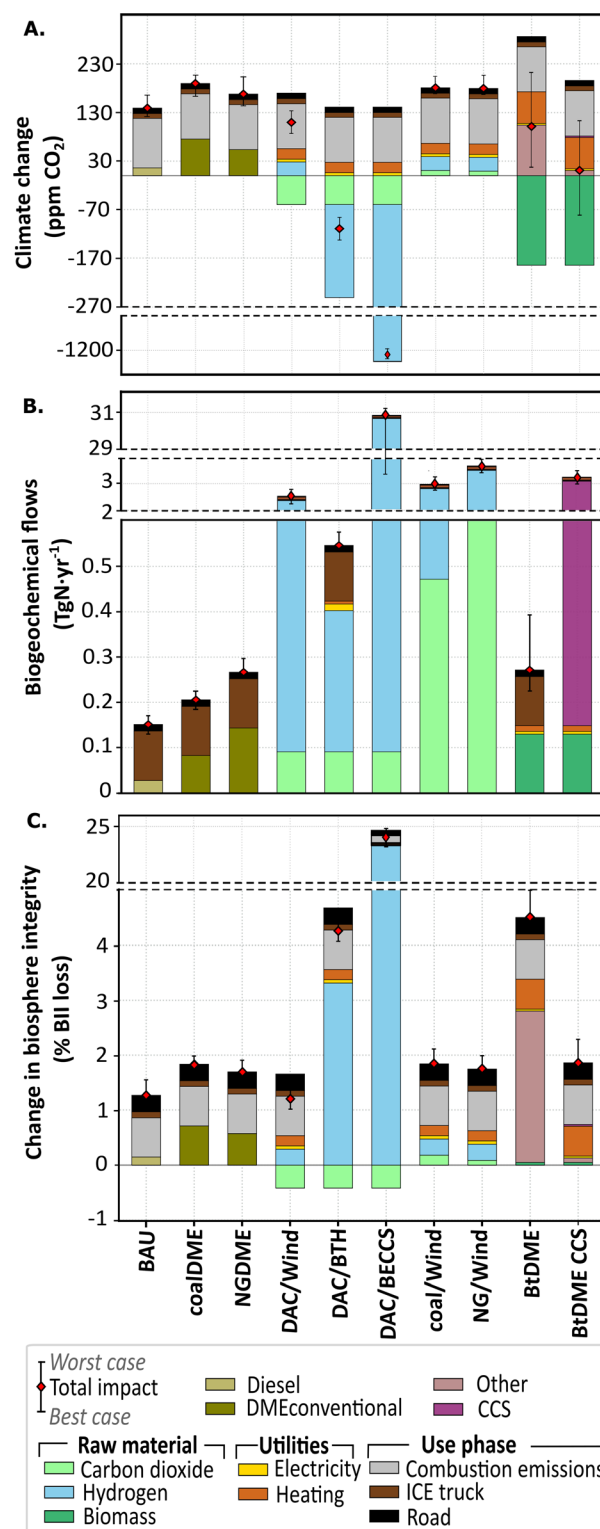 A.
Climate change
(ppm CO2)
230
130
30
-70
-170
-270
-1200
B.
Biogeochemical flows
(TgN·yr-1)
31
29
3
2
0.5
0.4
0.3
0.2
0.1
0
C.
Change in biosphere integrity
(% BII loss)
25
20
4
3
2
1
0
-1
BAU
coalDME
NGDME
DAC/Wind
DAC/BTH
DAC/BECCS
coal/Wind
NG/Wind
BtDME
BtDME CCS
Worst case
Total impact
Best case
Diesel
DMEconventional
Other
CCS
Raw material
Carbon dioxide
Hydrogen
Biomass
Utilities
Electricity
Heating
Use phase
Combustion emissions
ICE truck
Road